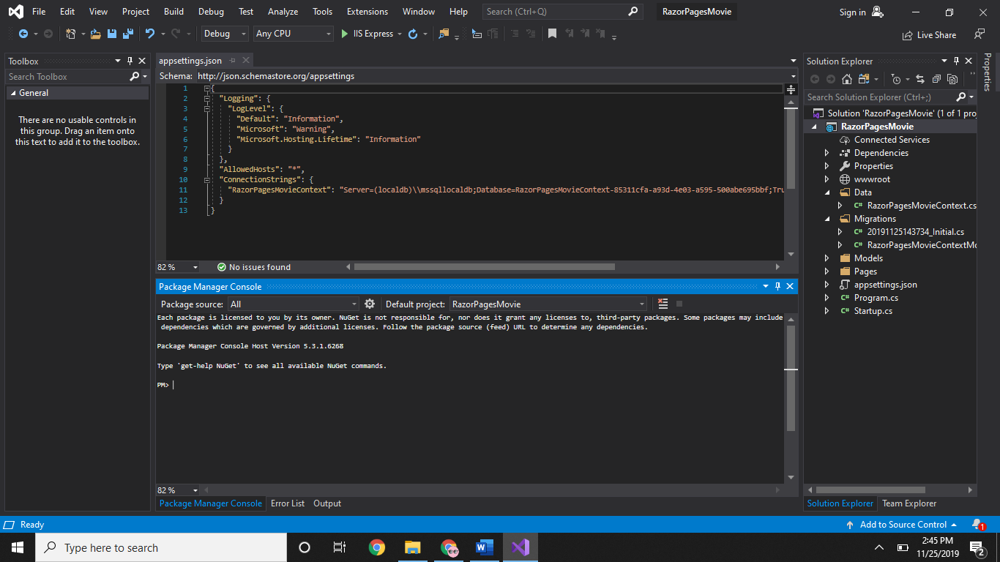 File Edit View Project Build Debug Test Analyze Tools Extensions Window Help Search (Ctrl+Q) RazorPagesMovie Sign in
Debug Any CPU IIS Express Live Share
Toolbox
Search Toolbox
General
There are no usable controls in
this group. Drag an item onto
this text to add it to the toolbox.
appsettings.json
Schema: http://json.schemastore.org/appsettings
1 {
2 "Logging": {
3 "LogLevel": {
4 "Default": "Information",
5 "Microsoft": "Warning",
6 "Microsoft.Hosting.Lifetime": "Information"
7 }
8 },
9 "AllowedHosts": "*",
10 "ConnectionStrings": {
11 "RazorPagesMovieContext": "Server=(localdb)\\mssqllocaldb;Database=RazorPagesMovieContext-85311cfa-a93d-4e03-a595-500abe695bbf;Tru
12 }
13 }
82 % No issues found
Package Manager Console
Package source: All Default project: RazorPagesMovie
Each package is licensed to you by its owner. NuGet is not responsible for, nor does it grant any licenses to, third-party packages. Some packages may include
dependencies which are governed by additional licenses. Follow the package source (feed) URL to determine any dependencies.
Package Manager Console Host Version 5.3.1.6268
Type 'get-help NuGet' to see all available NuGet commands.
PM>
82 %
Package Manager Console Error List Output
Solution Explorer
Search Solution Explorer (Ctrl+;)
Solution 'RazorPagesMovie' (1 of 1 proj
RazorPagesMovie
Connected Services
Dependencies
Properties
wwwroot
Data
C# RazorPagesMovieContext.cs
Migrations
C# 20191125143734_Initial.cs
C# RazorPagesMovieContextMo
Models
Pages
appsettings.json
C# Program.cs
C# Startup.cs
Solution Explorer Team Explorer
Properties
Ready Add to Source Control 1
Type here to search
2:45 PM
11/25/2019
2